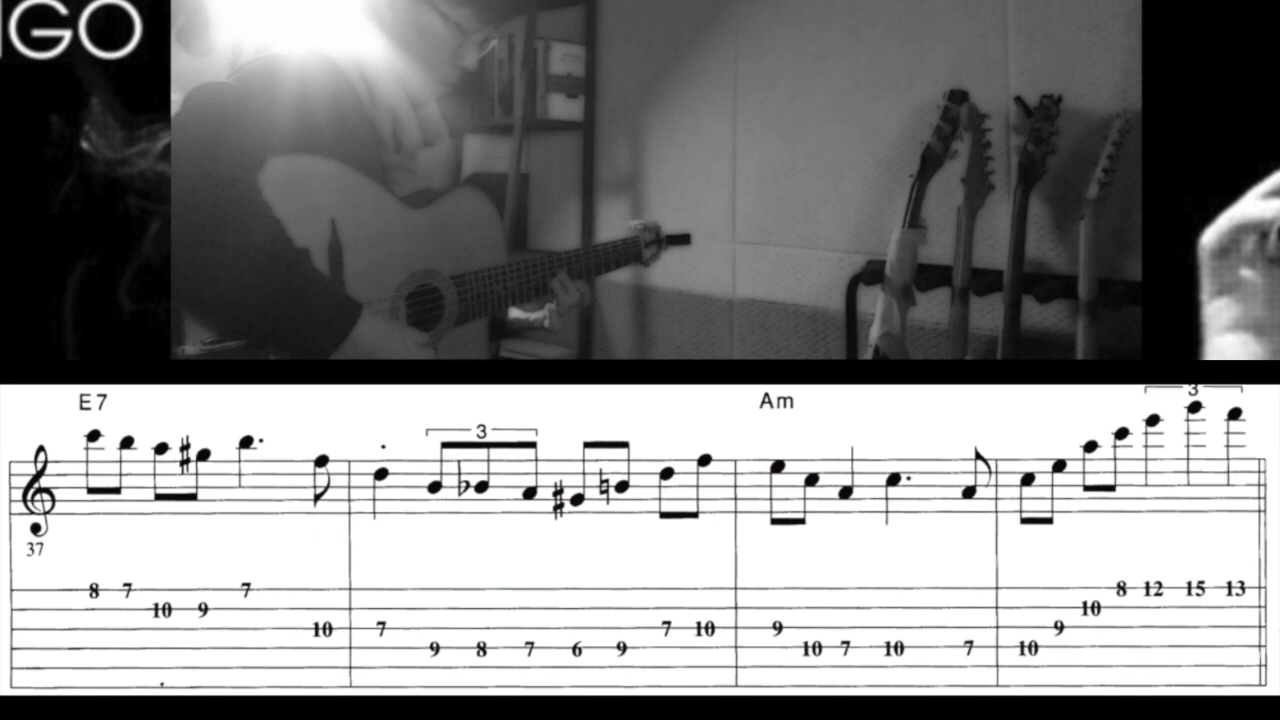 GO
E7 Am
3 3
37
8 7 7 8 12 15 13
10 9 10
10 7 7 10 9 9
9 8 7 6 9 10 7 10 7 10